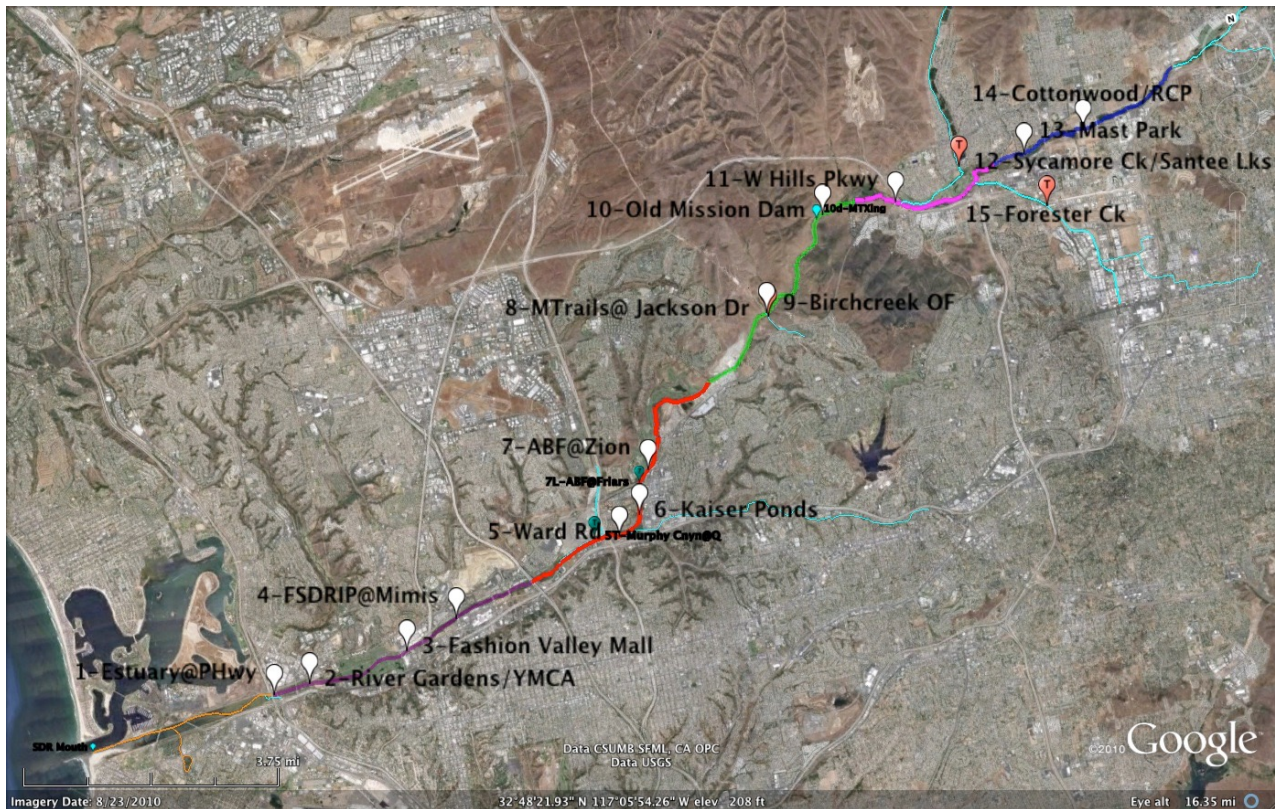 N
14-Cottonwood/RCP
13-Mast Park
12-Sycamore Ck/Santee Lks
T
11-W Hills Pkwy
T
10-Old Mission Dam
10d-MTXing
15-Forester Ck
8-MTrails@ Jackson Dr
9-Birchcreek OF
7-ABF@Zion
7L-ABF@Friars
6-Kaiser Ponds
5-Ward Rd
5T-Murphy Cnyn@Q
4-FSDRIP@Mimis
3-Fashion Valley Mall
1-Estuary@PHwy
2-River Gardens/YMCA
SDR Mouth
3.75 mi
Data CSUMB SFML, CA OPC
Data USGS
©2010 Google
Imagery Date: 8/23/2010
32°48'21.93" N 117°05'54.26" W elev 208 ft
Eye alt 16.35 mi